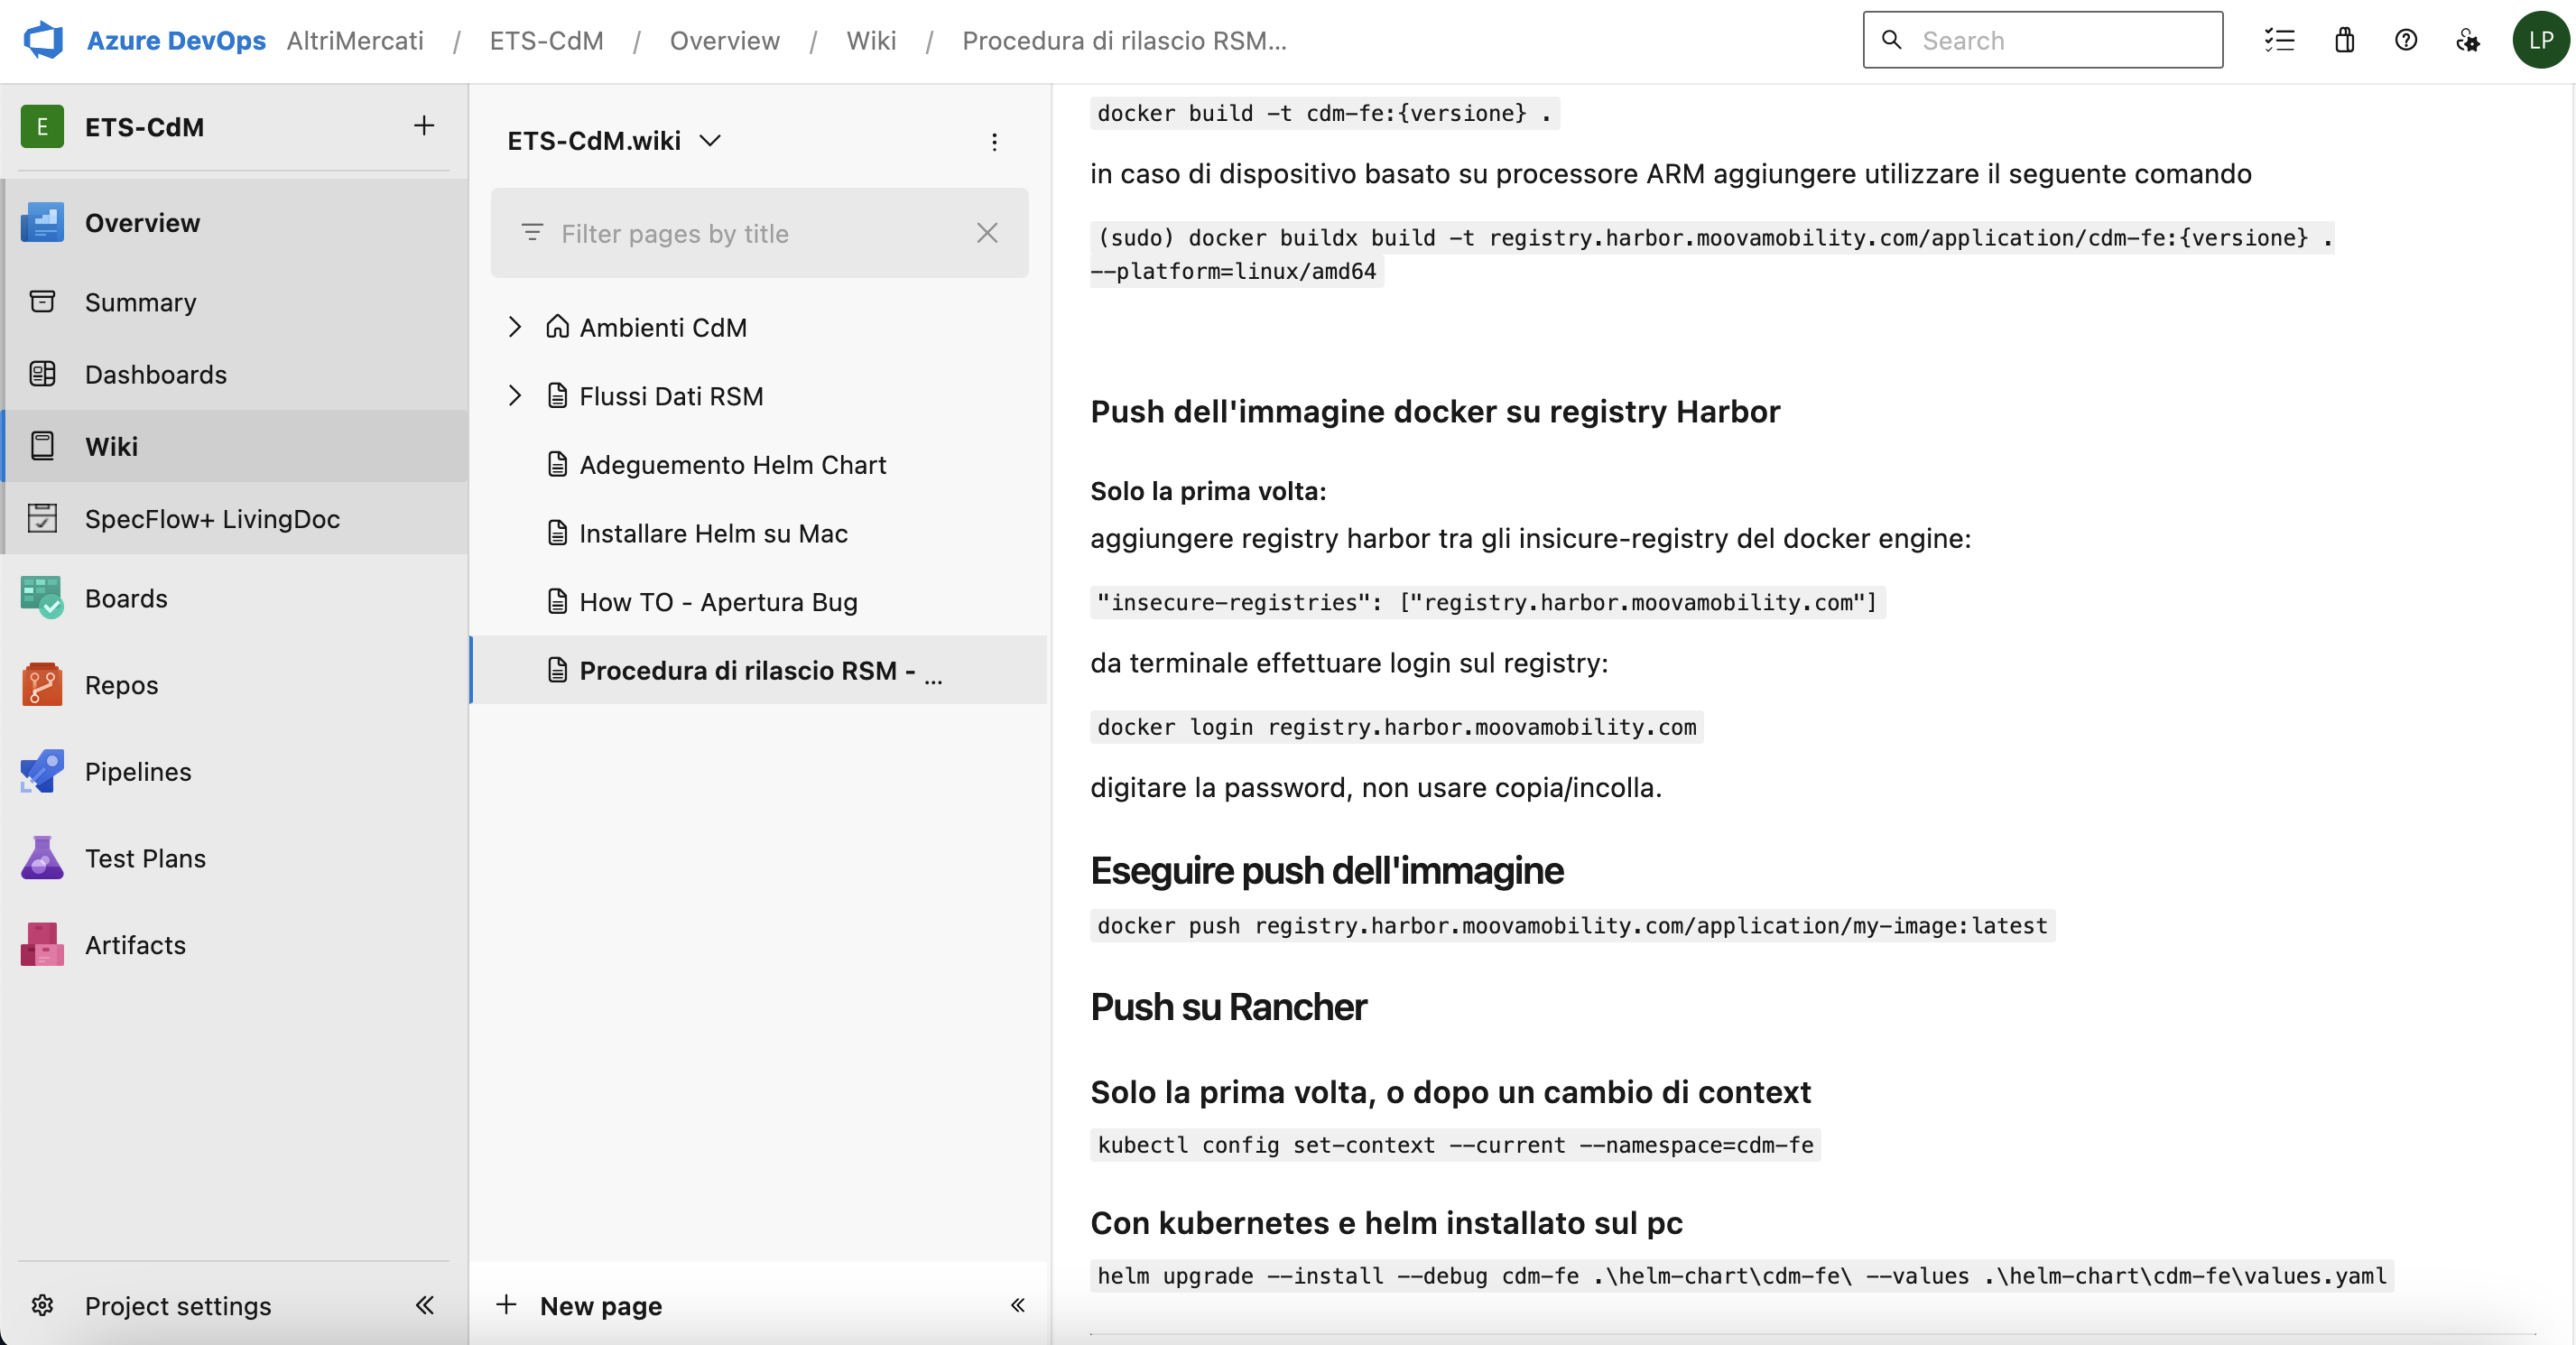 Azure DevOps AltriMercati / ETS-CdM / Overview / Wiki / Procedura di rilascio RSM...
Search
LP
E ETS-CdM
Overview
Summary
Dashboards
Wiki
SpecFlow+ LivingDoc
Boards
Repos
Pipelines
Test Plans
Artifacts
Project settings
ETS-CdM.wiki
Filter pages by title
Ambienti CdM
Flussi Dati RSM
Adeguemento Helm Chart
Installare Helm su Mac
How TO - Apertura Bug
Procedura di rilascio RSM - ...
New page
docker build -t cdm-fe:{versione} .
in caso di dispositivo basato su processore ARM aggiungere utilizzare il seguente comando
(sudo) docker buildx build -t registry.harbor.moovamobility.com/application/cdm-fe:{versione} .
--platform=linux/amd64
Push dell'immagine docker su registry Harbor
Solo la prima volta:
aggiungere registry harbor tra gli insicure-registry del docker engine:
"insecure-registries": ["registry.harbor.moovamobility.com"]
da terminale effettuare login sul registry:
docker login registry.harbor.moovamobility.com
digitare la password, non usare copia/incolla.
Eseguire push dell'immagine
docker push registry.harbor.moovamobility.com/application/my-image:latest
Push su Rancher
Solo la prima volta, o dopo un cambio di context
kubectl config set-context --current --namespace=cdm-fe
Con kubernetes e helm installato sul pc
helm upgrade --install --debug cdm-fe .\helm-chart\cdm-fe\ --values .\helm-chart\cdm-fe\values.yaml